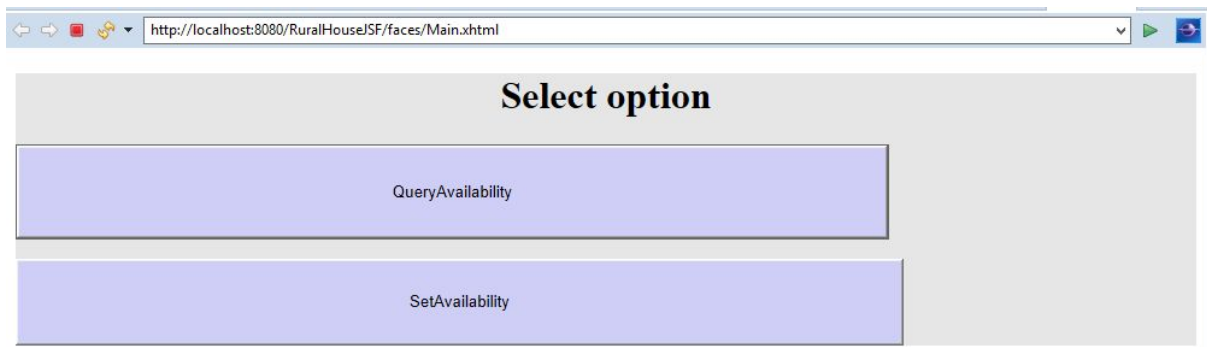 http://localhost:8080/RuralHouseJSF/faces/Main.xhtml
Select option
QueryAvailability
SetAvailability